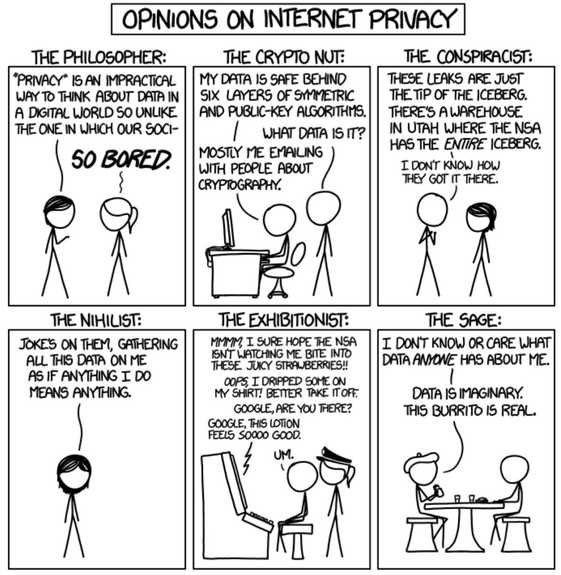 OPINIONS ON INTERNET PRIVACY
THE PHILOSOPHER:
"PRIVACY" IS AN IMPRACTICAL
WAY TO THINK ABOUT DATA IN
A DIGITAL WORLD SO UNLIKE
THE ONE IN WHICH OUR SOCI-
SO BORED.
THE CRYPTO NUT:
MY DATA IS SAFE BEHIND
SIX LAYERS OF SYMMETRIC
AND PUBLIC-KEY ALGORITHMS.
WHAT DATA IS IT?
MOSTLY ME EMAILING
WITH PEOPLE ABOUT
CRYPTOGRAPHY.
THE CONSPIRACIST:
THESE LEAKS ARE JUST
THE TIP OF THE ICEBERG.
THERE'S A WAREHOUSE
IN UTAH WHERE THE NSA
HAS THE ENTIRE ICEBERG.
I DON'T KNOW HOW
THEY GOT IT THERE.
THE NIHILIST:
JOKE'S ON THEM, GATHERING
ALL THIS DATA ON ME
AS IF ANYTHING I DO
MEANS ANYTHING.
THE EXHIBITIONIST:
MMMM, I SURE HOPE THE NSA
ISN'T WATCHING ME BITE INTO
THESE JUICY STRAWBERRIES!!
OOPS, I DRIPPED SOME ON
MY SHIRT! BETTER TAKE IT OFF.
GOOGLE, ARE YOU THERE?
GOOGLE, THIS LOTION
FEELS SOOOO GOOD.
UM.
THE SAGE:
I DON'T KNOW OR CARE WHAT
DATA ANYONE HAS ABOUT ME.
DATA IS IMAGINARY.
THIS BURRITO IS REAL.